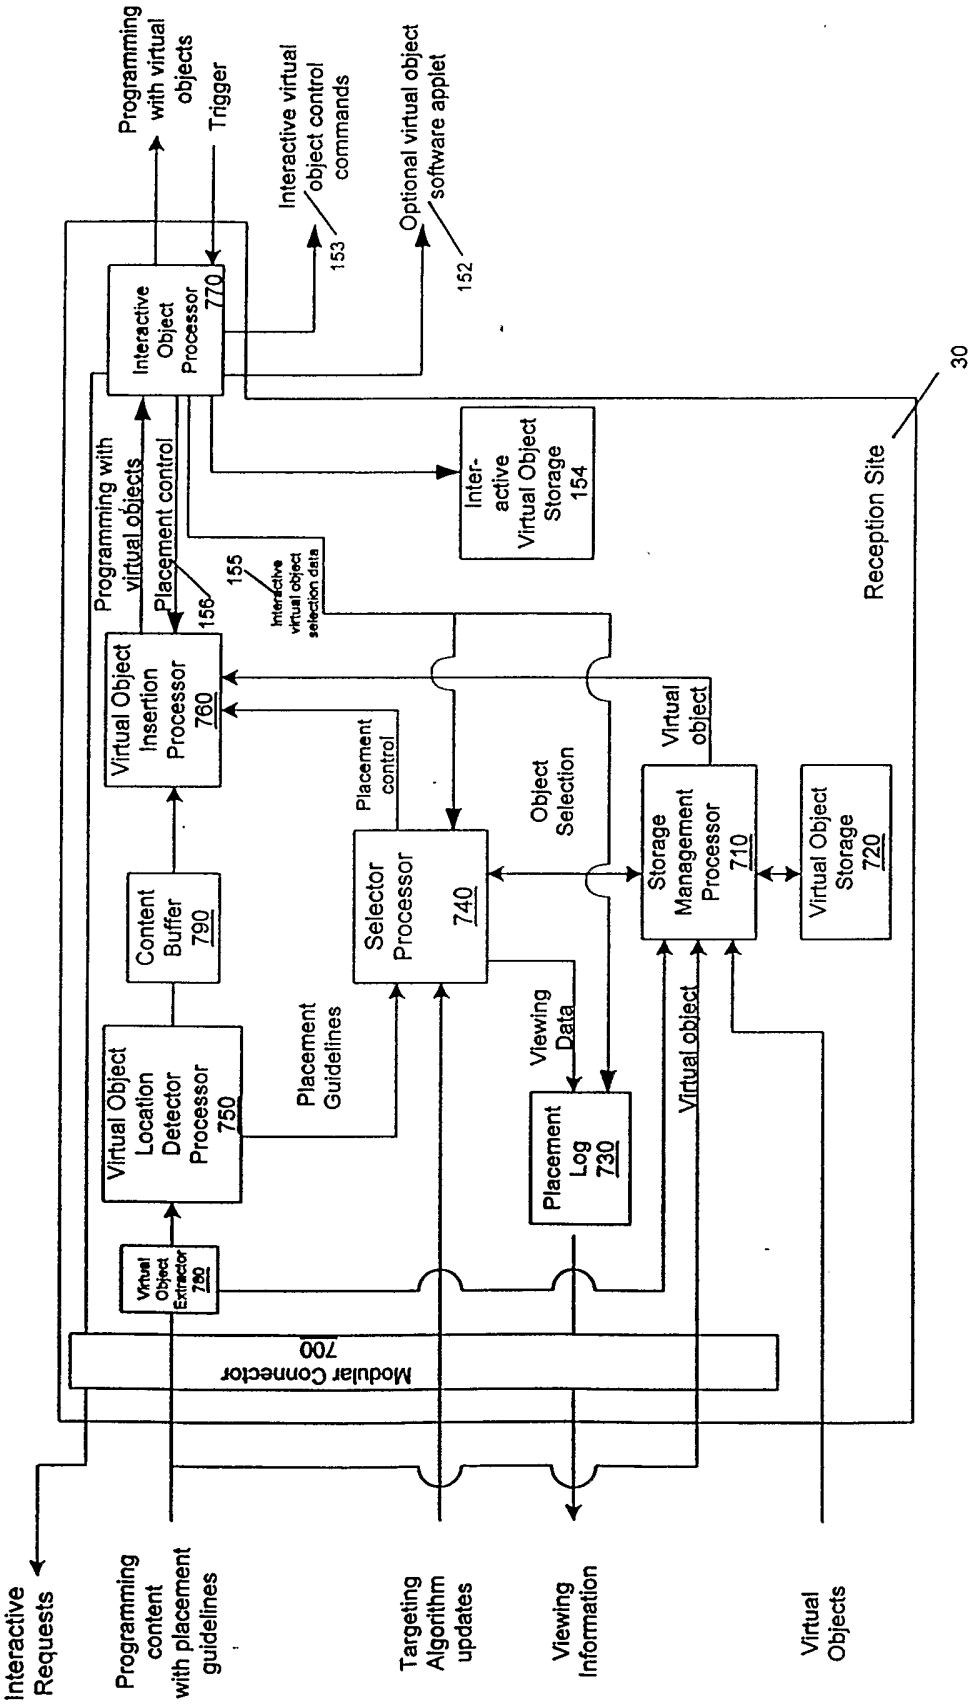 Interactive
Requests
Programming
content
with placement
guidelines
Targeting
Algorithm
updates
Viewing
Information
Virtual
Objects
Modular Connector
700
Virtual
Object
Extractor
780
Virtual Object
Location
Detector
Processor
750
Placement
Guidelines
Content
Buffer
790
Virtual Object
Insertion
Processor
760
Programming with
virtual objects
Placement control
156
155
Interactive
virtual object
selection data
Interactive
Object
Processor
770
Programming
with virtual
objects
Trigger
Interactive virtual
object control
commands
153
Optional virtual object
software applet
152
Inter-
active
Virtual Object
Storage
154
Placement
control
Selector
Processor
740
Object
Selection
Viewing
Data
Placement
Log
730
Virtual object
Storage
Management
Processor
710
Virtual
object
Virtual Object
Storage
720
Reception Site
30